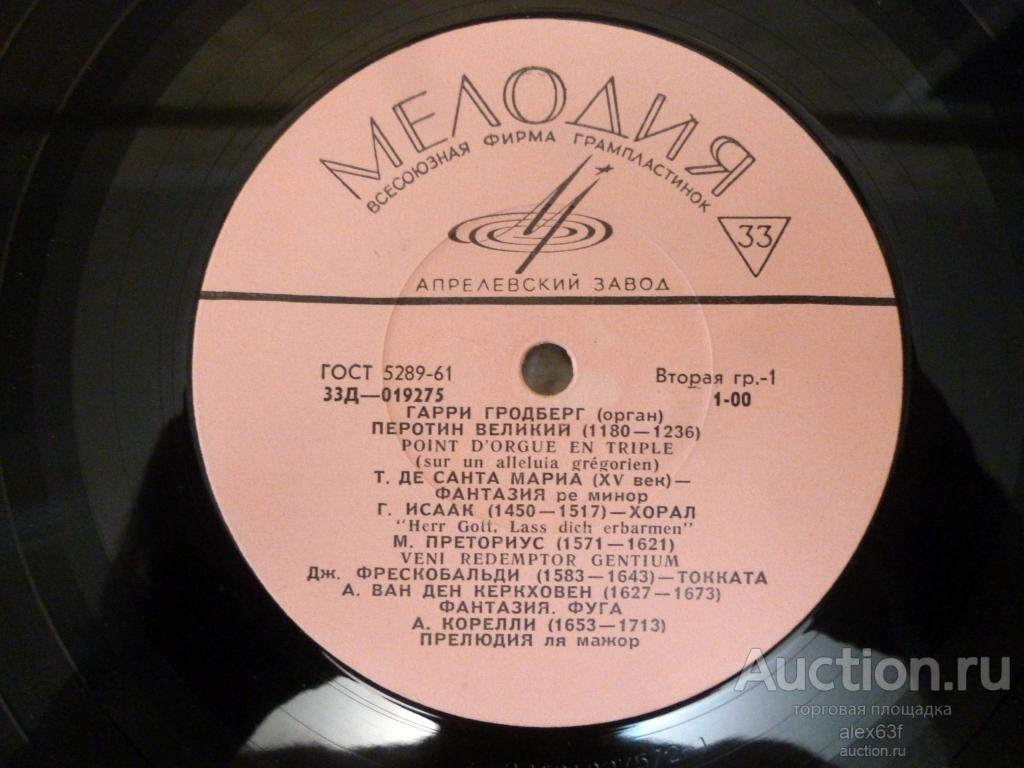 МЕЛОДИЯ
ВСЕСОЮЗНАЯ ФИРМА ГРАМПЛАСТИНОК
33
АПРЕЛЕВСКИЙ ЗАВОД
ГОСТ 5289-61 Вторая гр.-1
33Д—019275 1-00
ГАРРИ ГРОДБЕРГ (орган)
ПЕРОТИН ВЕЛИКИЙ (1180—1236)
POINT D'ORGUE EN TRIPLE
(sur un alleluia grégorien)
Т. ДЕ САНТА МАРИА (XV век)—
ФАНТАЗИЯ ре минор
Г. ИСААК (1450—1517)—ХОРАЛ
"Herr Gott, Lass dich erbarmen"
М. ПРЕТОРИУС (1571—1621)
VENI REDEMPTOR GENTIUM
Дж. ФРЕСКОБАЛЬДИ (1583—1643)—ТОККАТА
А. ВАН ДЕН КЕРКХОВЕН (1627—1673)
ФАНТАЗИЯ. ФУГА
А. КОРЕЛЛИ (1653—1713)
ПРЕЛЮДИЯ ля мажор
Auction.ru
торговая площадка
alex63f
auction.ru